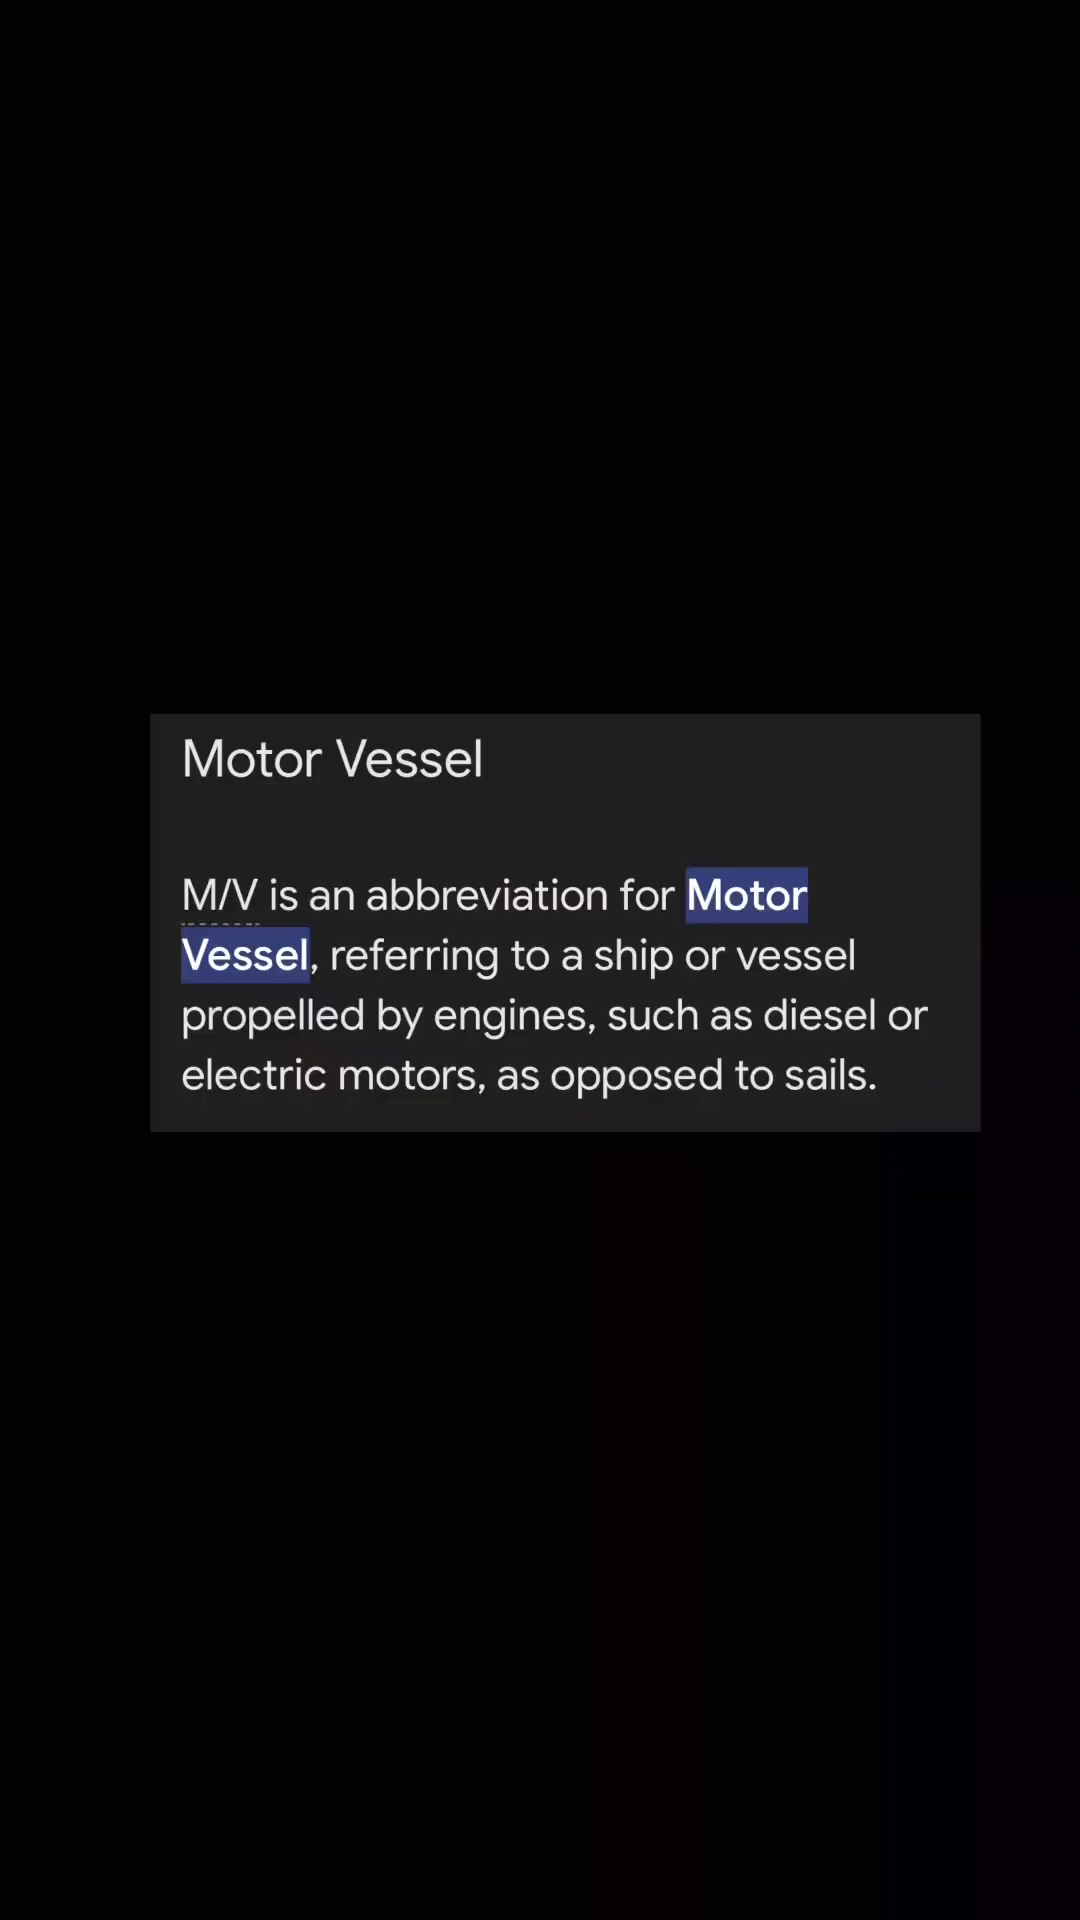 Motor Vessel
M/V is an abbreviation for Motor
Vessel, referring to a ship or vessel
propelled by engines, such as diesel or
electric motors, as opposed to sails.